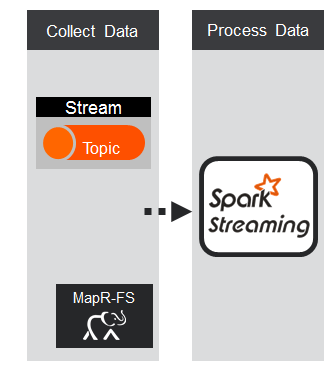 Collect Data
Process Data
Stream
Topic
Spark
Streaming
MapR-FS